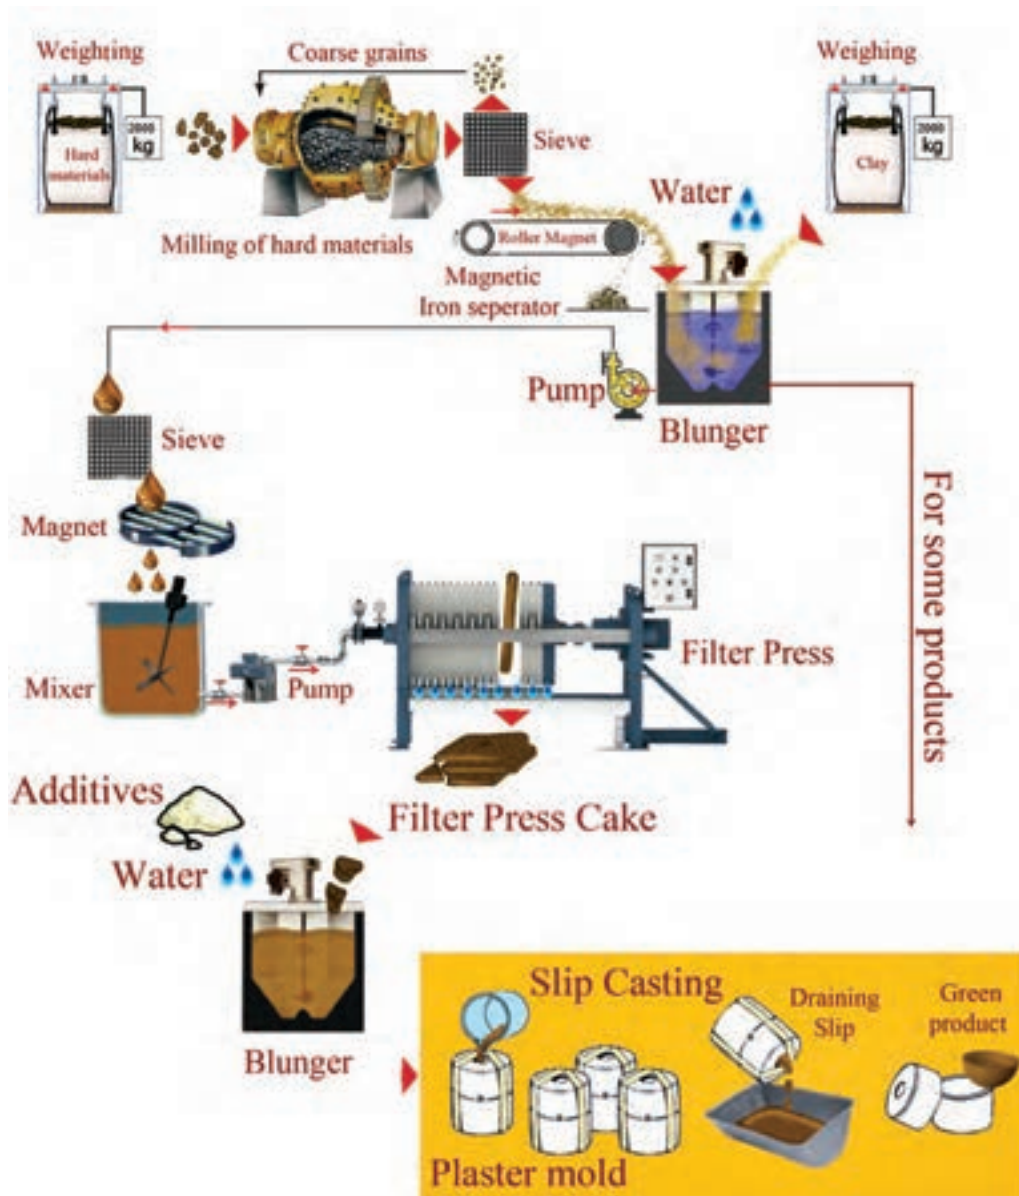 Weighting
Coarse grains
Weighing
2000
kg
Hard
materials
Sieve
2000
kg
Clay
Water
Milling of hard materials
Roller Magnet
Magnetic
Iron seperator
Pump
Blunger
Sieve
For some products
Magnet
Filter Press
Mixer
Pump
Additives
Filter Press Cake
Water
Blunger
Slip Casting
Draining
Slip
Green
product
Plaster mold